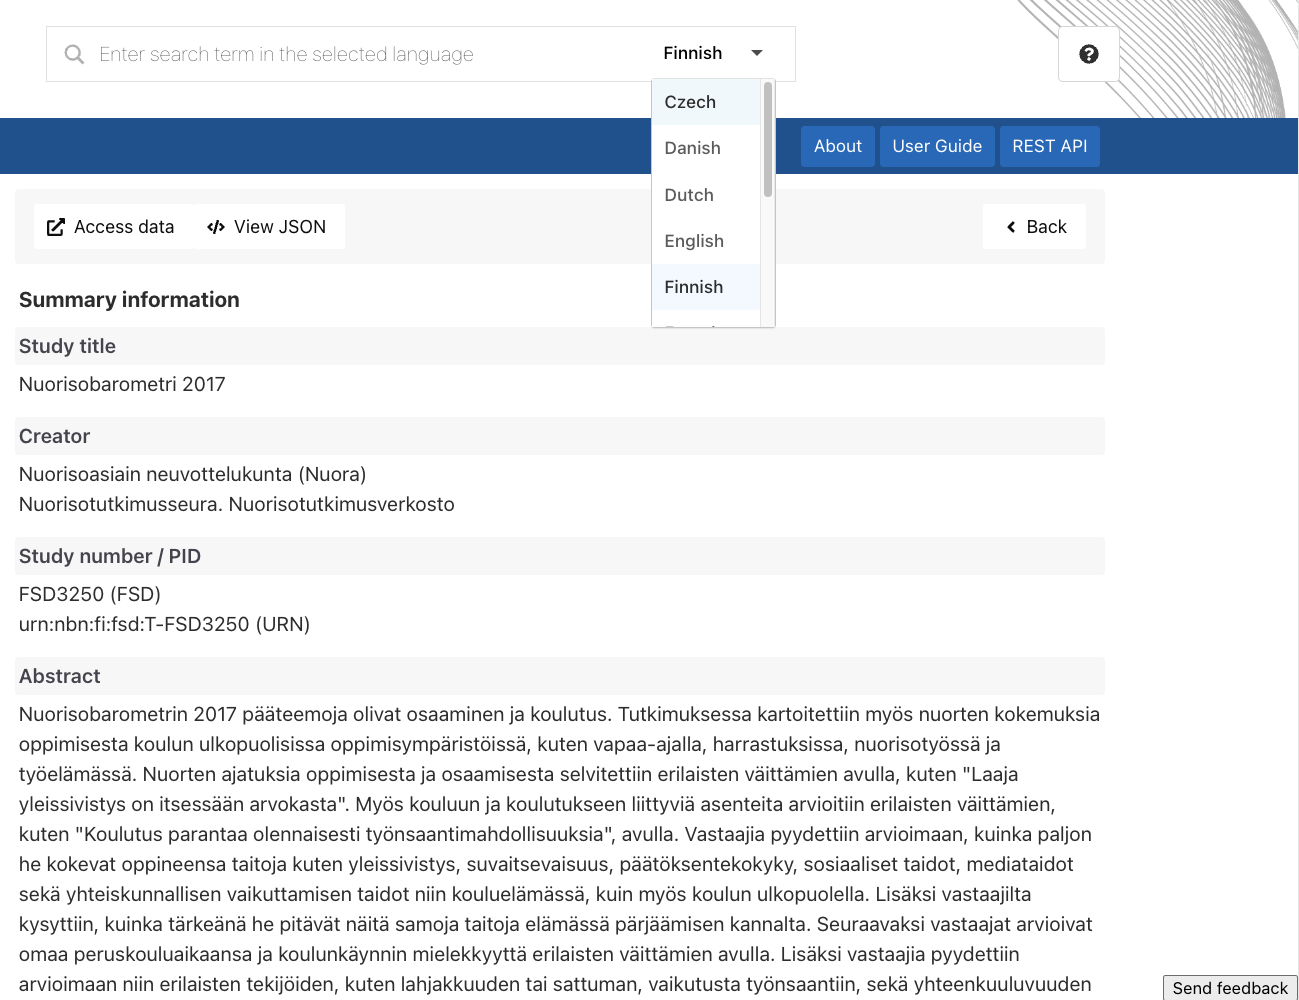 Enter search term in the selected language
Finnish
Czech
Danish
Dutch
English
Finnish
About
User Guide
REST API
Access data
View JSON
Back
Summary information
Study title
Nuorisobarometri 2017
Creator
Nuorisoasiain neuvottelukunta (Nuora)
Nuorisotutkimusseura. Nuorisotutkimusverkosto
Study number / PID
FSD3250 (FSD)
urn:nbn:fi:fsd:T-FSD3250 (URN)
Abstract
Nuorisobarometrin 2017 pääteemoja olivat osaaminen ja koulutus. Tutkimuksessa kartoitettiin myös nuorten kokemuksia
oppimisesta koulun ulkopuolisissa oppimisympäristöissä, kuten vapaa-ajalla, harrastuksissa, nuorisotyössä ja
työelämässä. Nuorten ajatuksia oppimisesta ja osaamisesta selvitettiin erilaisten väittämien avulla, kuten "Laaja
yleissivistys on itsessään arvokasta". Myös kouluun ja koulutukseen liittyviä asenteita arvioitiin erilaisten väittämien,
kuten "Koulutus parantaa olennaisesti työnsaantimahdollisuuksia", avulla. Vastaajia pyydettiin arvioimaan, kuinka paljon
he kokevat oppineensa taitoja kuten yleissivistys, suvaitsevaisuus, päätöksentekokyky, sosiaaliset taidot, mediataidot
sekä yhteiskunnallisen vaikuttamisen taidot niin kouluelämässä, kuin myös koulun ulkopuolella. Lisäksi vastaajilta
kysyttiin, kuinka tärkeänä he pitävät näitä samoja taitoja elämässä pärjäämisen kannalta. Seuraavaksi vastaajat arvioivat
omaa peruskouluaikaansa ja koulunkäynnin mielekkyyttä erilaisten väittämien avulla. Lisäksi vastaajia pyydettiin
arvioimaan niin erilaisten tekijöiden, kuten lahjakkuuden tai sattuman, vaikutusta työnsaantiin, sekä yhteenkuuluvuuden
Send feedback